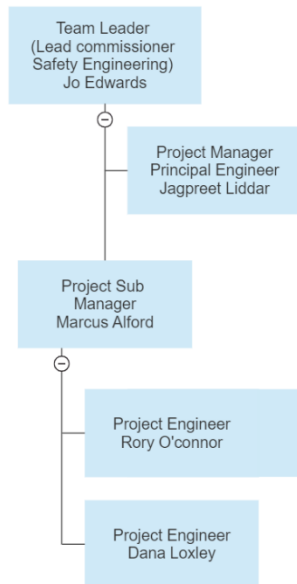 Team Leader
(Lead commissioner
Safety Engineering)
Jo Edwards
Project Manager
Principal Engineer
Jagpreet Liddar
Project Sub
Manager
Marcus Alford
Project Engineer
Rory O'connor
Project Engineer
Dana Loxley